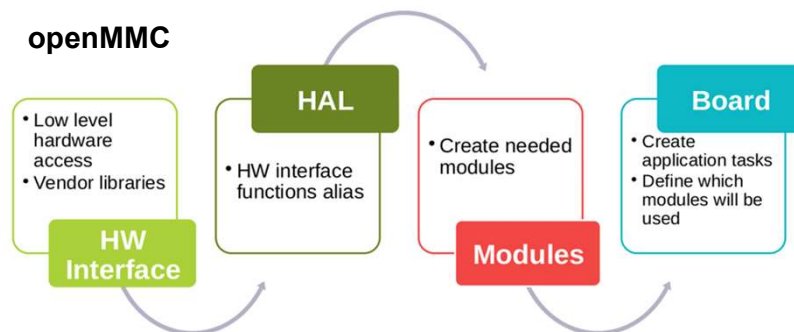 openMMC
• Low level
hardware
access
• Vendor libraries
HW
Interface
HAL
• HW interface
functions alias
• Create needed
modules
Modules
Board
• Create
application tasks
• Define which
modules will be
used